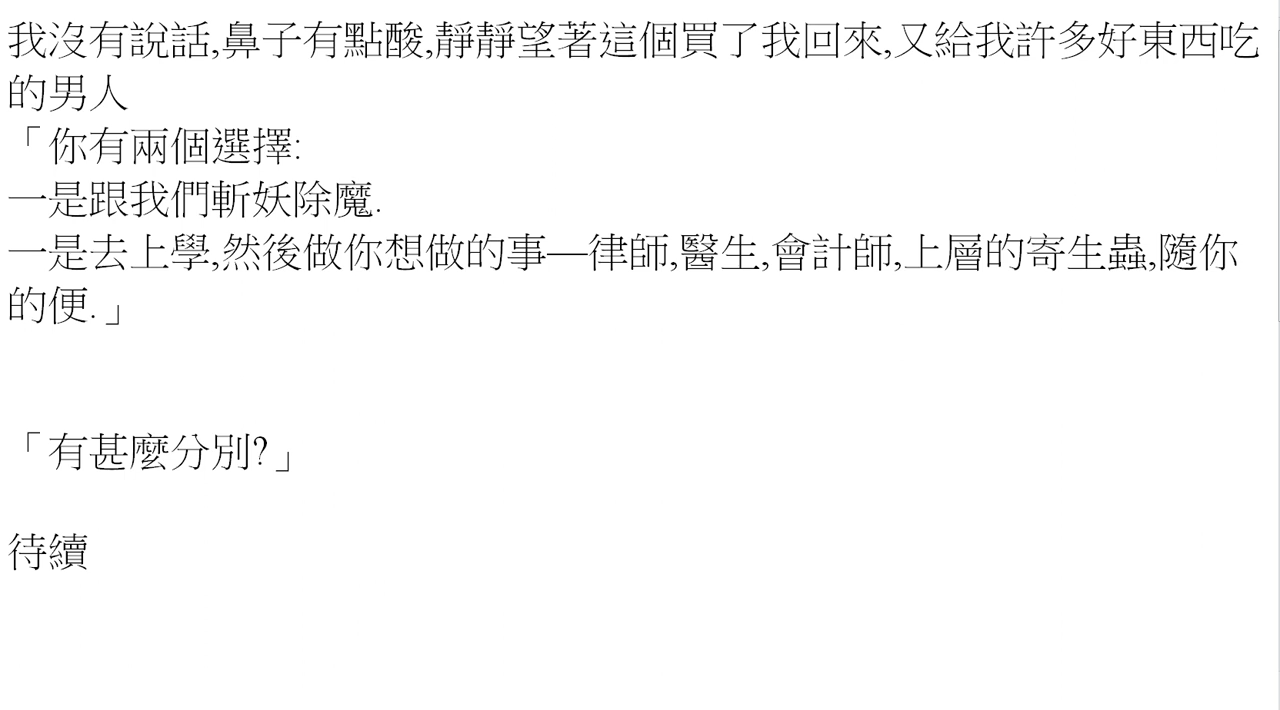 我沒有說話,鼻子有點酸,靜靜望著這個買了我回來,又給我許多好東西吃
的男人
「你有兩個選擇:
一是跟我們斬妖除魔.
一是去上學,然後做你想做的事—律師,醫生,會計師,上層的寄生蟲,隨你
的便.」
「有甚麼分別?」
待續